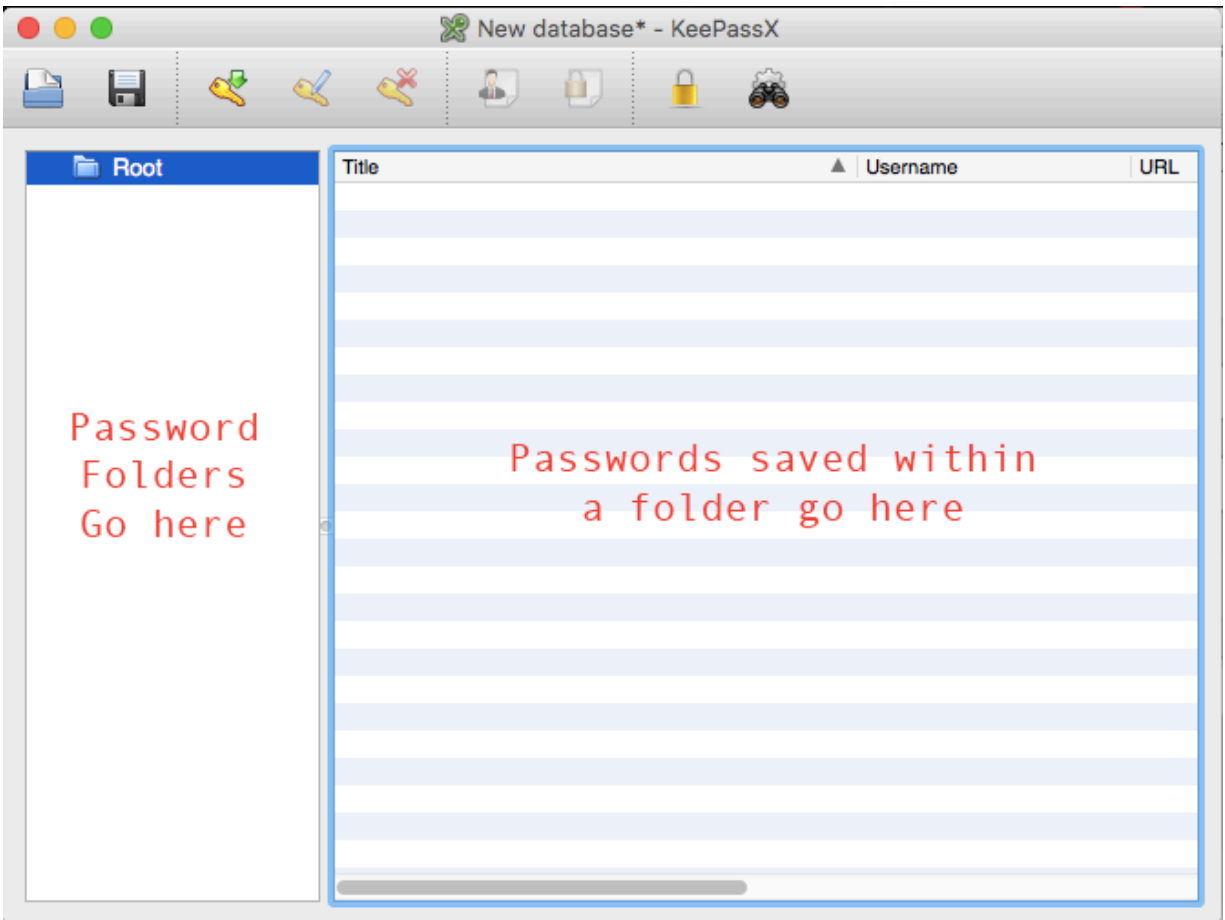 New database* - KeePassX
Root
Title Username URL
Password
Folders
Go here
Passwords saved within
a folder go here